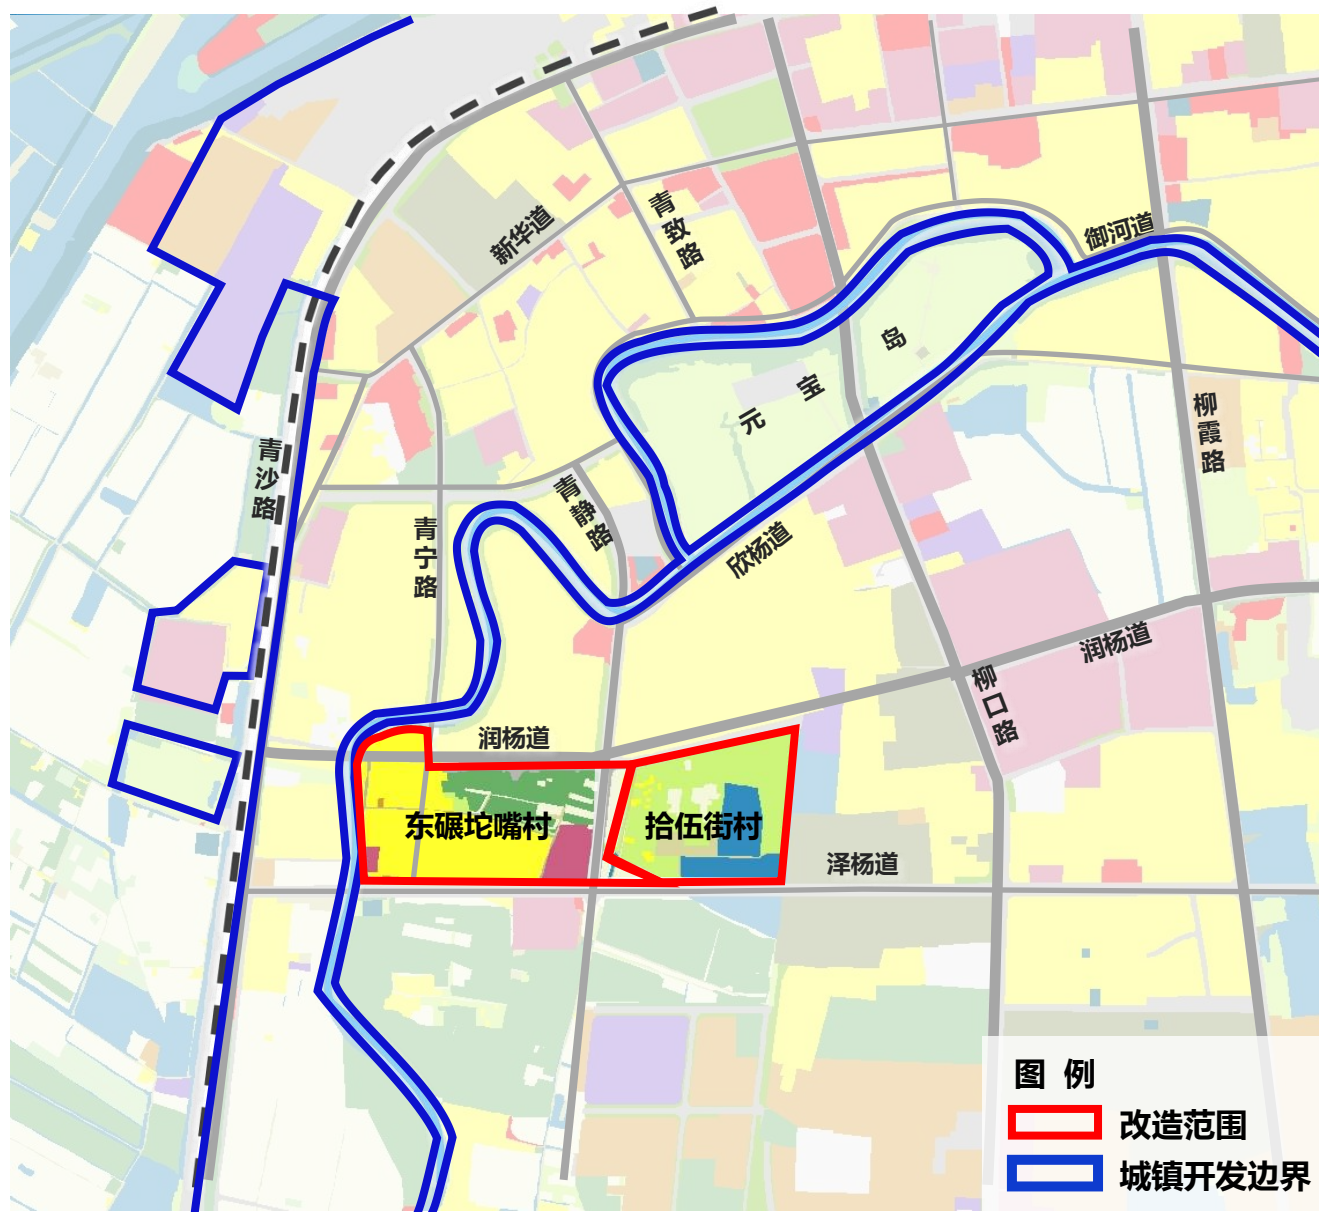 新华道
青致路
御河道
岛
宝
元
柳霞路
青沙路
青静路
青宁路
欣杨道
润杨道
柳口路
润杨道
东碾坨嘴村
拾伍街村
泽杨道
图 例
改造范围
城镇开发边界